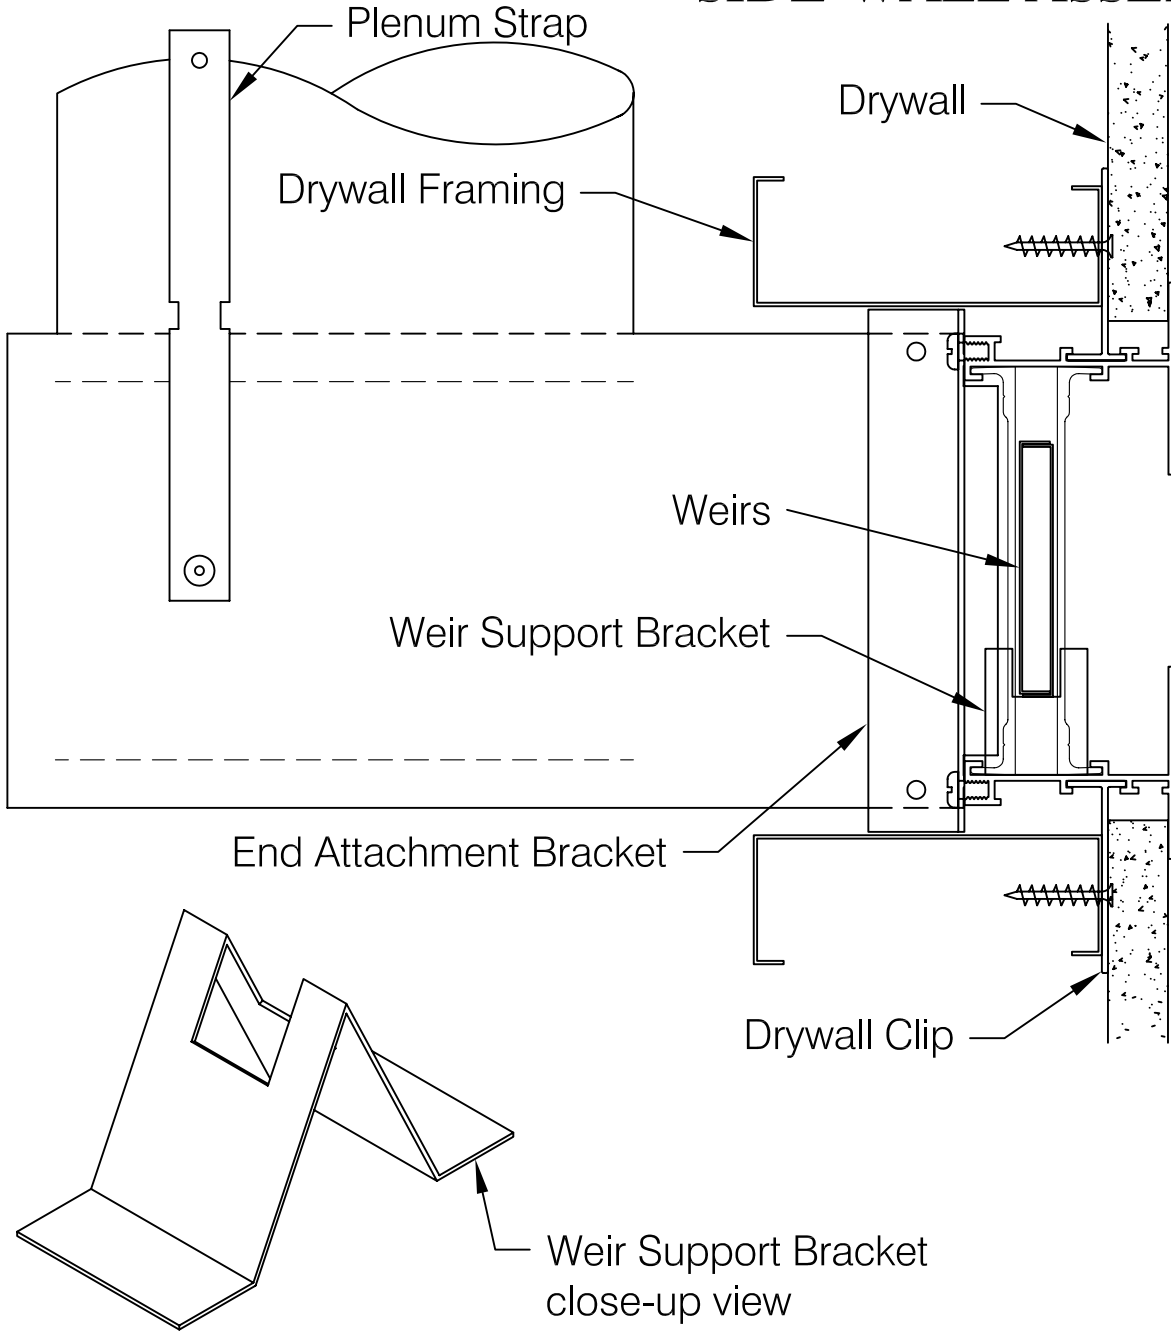 Plenum Strap
Drywall
Drywall Framing
Weirs
Weir Support Bracket
End Attachment Bracket
Drywall Clip
Weir Support Bracket
close-up view